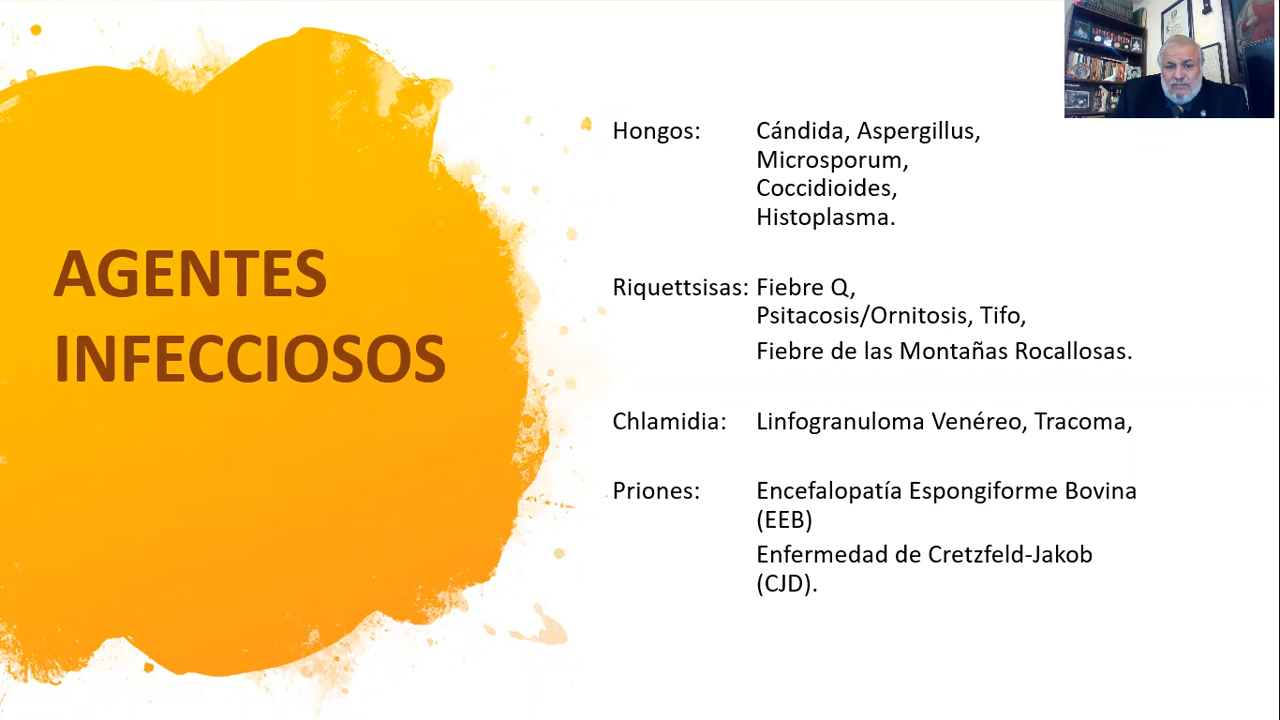 AGENTES
INFECCIOSOS
Hongos: Cándida, Aspergillus,
Microsporum,
Coccidioides,
Histoplasma.
Riquettsisas: Fiebre Q,
Psitacosis/Ornitosis, Tifo,
Fiebre de las Montañas Rocallosas.
Chlamidia: Linfogranuloma Venéreo, Tracoma,
Priones: Encefalopatía Espongiforme Bovina
(EEB)
Enfermedad de Cretzfeld-Jakob
(CJD).